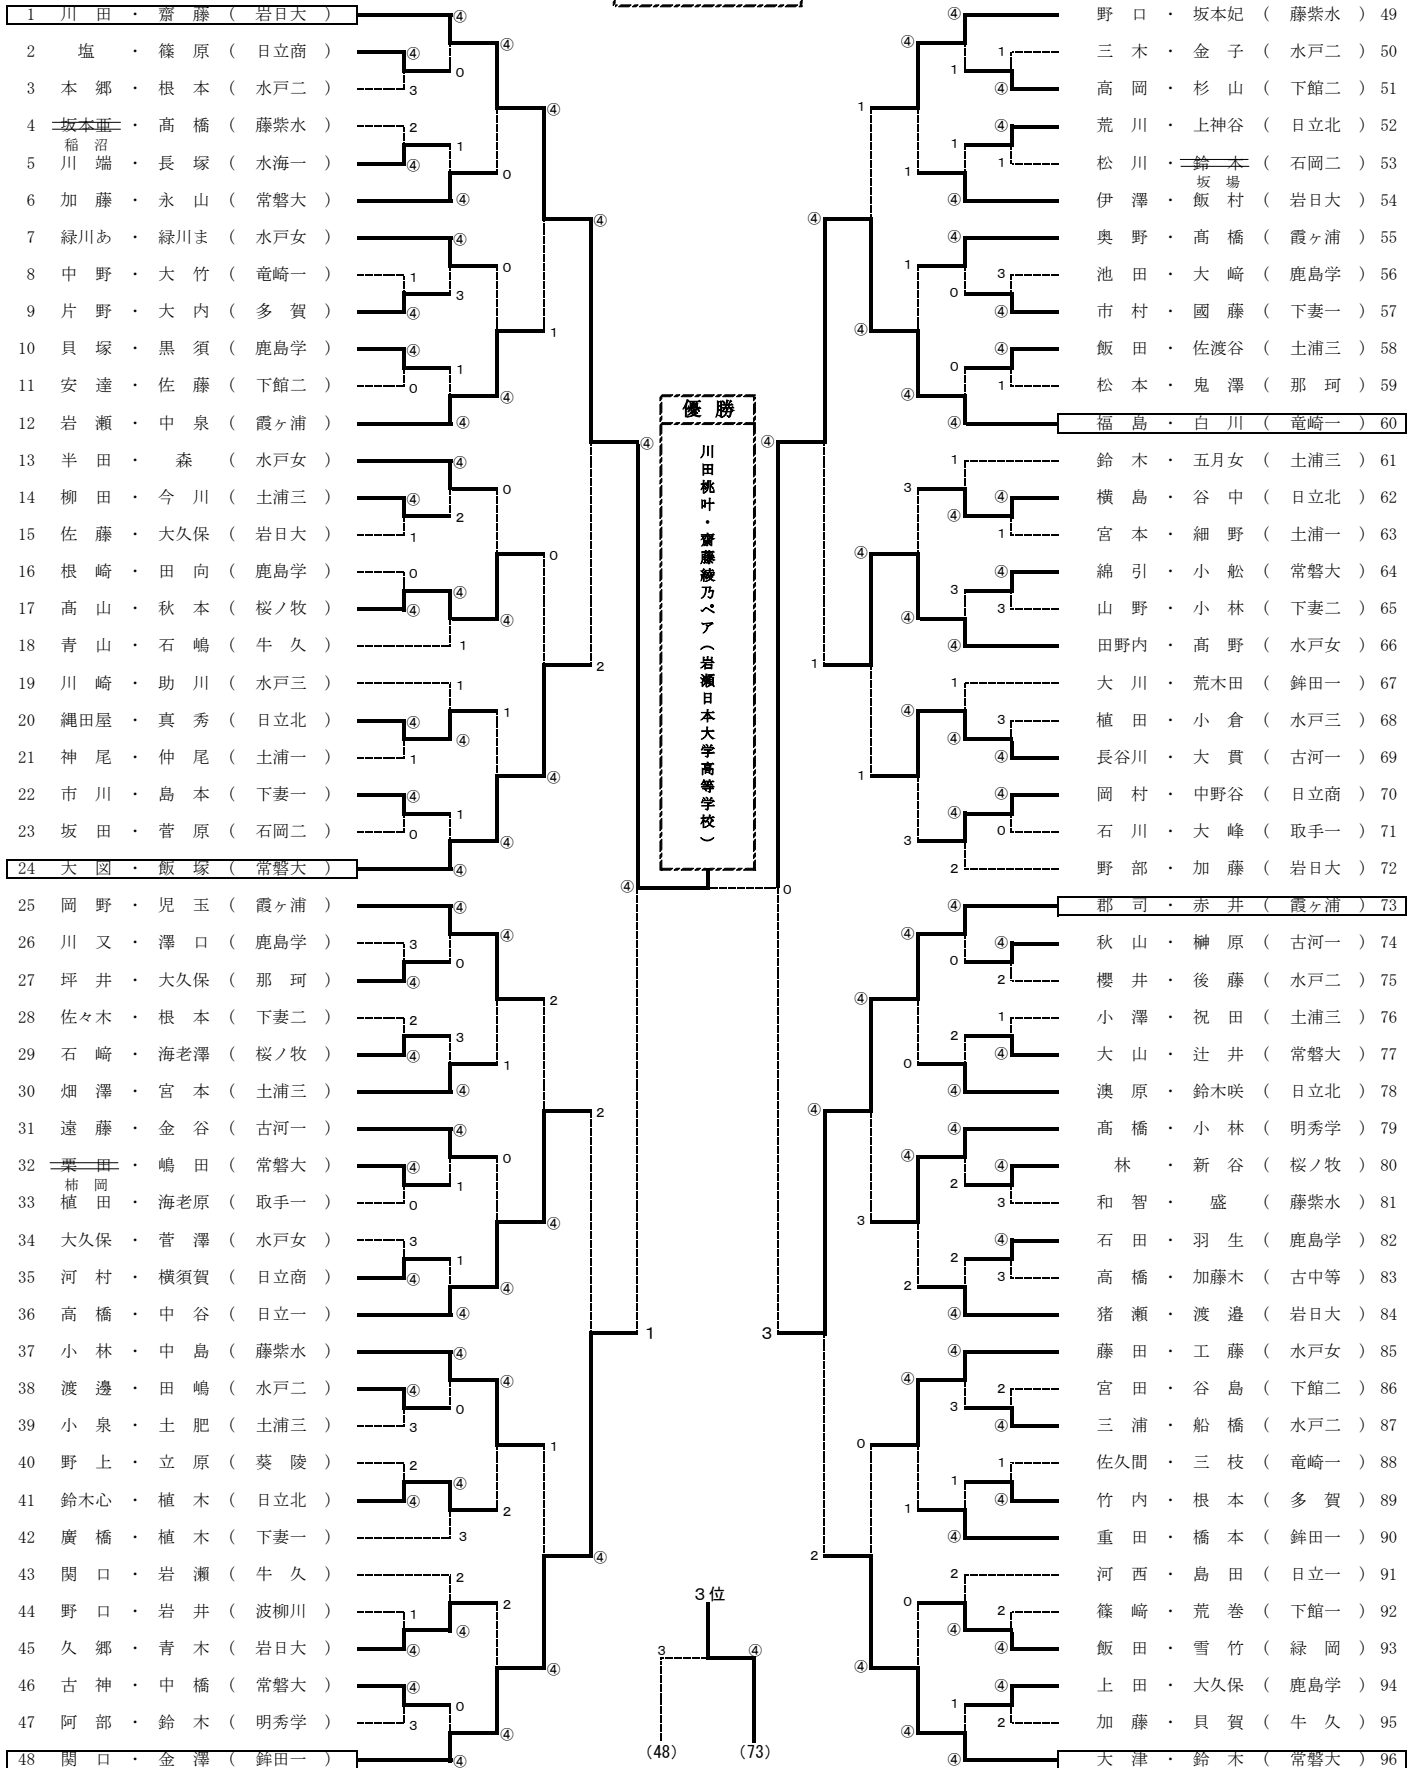 1 川 田 ・ 齋 藤 ( 岩日大 )
2 塩 ・ 篠 原 ( 日立商 )
3 本 郷 ・ 根 本 ( 水戸二 )
4 坂本亜 ・ 髙 橋 ( 藤紫水 )
稲 沼
5 川 端 ・ 長 塚 ( 水海一 )
6 加 藤 ・ 永 山 ( 常磐大 )
7 緑川あ ・ 緑川ま ( 水戸女 )
8 中 野 ・ 大 竹 ( 竜崎一 )
9 片 野 ・ 大 内 ( 多 賀 )
10 貝 塚 ・ 黒 須 ( 鹿島学 )
11 安 達 ・ 佐 藤 ( 下館二 )
12 岩 瀬 ・ 中 泉 ( 霞ヶ浦 )
13 半 田 ・ 森 ( 水戸女 )
14 柳 田 ・ 今 川 ( 土浦三 )
15 佐 藤 ・ 大久保 ( 岩日大 )
16 根 崎 ・ 田 向 ( 鹿島学 )
17 髙 山 ・ 秋 本 ( 桜ノ牧 )
18 青 山 ・ 石 嶋 ( 牛 久 )
19 川 崎 ・ 助 川 ( 水戸三 )
20 縄田屋 ・ 真 秀 ( 日立北 )
21 神 尾 ・ 仲 尾 ( 土浦一 )
22 市 川 ・ 島 本 ( 下妻一 )
23 坂 田 ・ 菅 原 ( 石岡二 )
24 大 図 ・ 飯 塚 ( 常磐大 )
25 岡 野 ・ 児 玉 ( 霞ヶ浦 )
26 川 又 ・ 澤 口 ( 鹿島学 )
27 坪 井 ・ 大久保 ( 那 珂 )
28 佐々木 ・ 根 本 ( 下妻二 )
29 石 﨑 ・ 海老澤 ( 桜ノ牧 )
30 畑 澤 ・ 宮 本 ( 土浦三 )
31 遠 藤 ・ 金 谷 ( 古河一 )
32 栗 田 ・ 嶋 田 ( 常磐大 )
柿 岡
33 植 田 ・ 海老原 ( 取手一 )
34 大久保 ・ 菅 澤 ( 水戸女 )
35 河 村 ・ 横須賀 ( 日立商 )
36 高 橋 ・ 中 谷 ( 日立一 )
37 小 林 ・ 中 島 ( 藤紫水 )
38 渡 邊 ・ 田 嶋 ( 水戸二 )
39 小 泉 ・ 土 肥 ( 土浦三 )
40 野 上 ・ 立 原 ( 葵 陵 )
41 鈴木心 ・ 植 木 ( 日立北 )
42 廣 橋 ・ 植 木 ( 下妻一 )
43 関 口 ・ 岩 瀬 ( 牛 久 )
44 野 口 ・ 岩 井 ( 波柳川 )
45 久 郷 ・ 青 木 ( 岩日大 )
46 古 神 ・ 中 橋 ( 常磐大 )
47 阿 部 ・ 鈴 木 ( 明秀学 )
48 関 口 ・ 金 澤 ( 鉾田一 )
優 勝
川田桃叶・齋藤綾乃ペア（岩瀬日本大学高等学校）
3位
3 ④
(48) (73)
野 口 ・ 坂本妃 ( 藤紫水 ) 49
三 木 ・ 金 子 ( 水戸二 ) 50
高 岡 ・ 杉 山 ( 下館二 ) 51
荒 川 ・ 上神谷 ( 日立北 ) 52
松 川 ・ 鈴 木 ( 石岡二 ) 53
坂 場
伊 澤 ・ 飯 村 ( 岩日大 ) 54
奥 野 ・ 髙 橋 ( 霞ヶ浦 ) 55
池 田 ・ 大 﨑 ( 鹿島学 ) 56
市 村 ・ 國 藤 ( 下妻一 ) 57
飯 田 ・ 佐渡谷 ( 土浦三 ) 58
松 本 ・ 鬼 澤 ( 那 珂 ) 59
福 島 ・ 白 川 ( 竜崎一 ) 60
鈴 木 ・ 五月女 ( 土浦三 ) 61
横 島 ・ 谷 中 ( 日立北 ) 62
宮 本 ・ 細 野 ( 土浦一 ) 63
綿 引 ・ 小 舩 ( 常磐大 ) 64
山 野 ・ 小 林 ( 下妻二 ) 65
田野内 ・ 髙 野 ( 水戸女 ) 66
大 川 ・ 荒木田 ( 鉾田一 ) 67
植 田 ・ 小 倉 ( 水戸三 ) 68
長谷川 ・ 大 貫 ( 古河一 ) 69
岡 村 ・ 中野谷 ( 日立商 ) 70
石 川 ・ 大 峰 ( 取手一 ) 71
野 部 ・ 加 藤 ( 岩日大 ) 72
郡 司 ・ 赤 井 ( 霞ヶ浦 ) 73
秋 山 ・ 榊 原 ( 古河一 ) 74
櫻 井 ・ 後 藤 ( 水戸二 ) 75
小 澤 ・ 祝 田 ( 土浦三 ) 76
大 山 ・ 辻 井 ( 常磐大 ) 77
澳 原 ・ 鈴木咲 ( 日立北 ) 78
髙 橋 ・ 小 林 ( 明秀学 ) 79
林 ・ 新 谷 ( 桜ノ牧 ) 80
和 智 ・ 盛 ( 藤紫水 ) 81
石 田 ・ 羽 生 ( 鹿島学 ) 82
高 橋 ・ 加藤木 ( 古中等 ) 83
猪 瀬 ・ 渡 邉 ( 岩日大 ) 84
藤 田 ・ 工 藤 ( 水戸女 ) 85
宮 田 ・ 谷 島 ( 下館二 ) 86
三 浦 ・ 船 橋 ( 水戸二 ) 87
佐久間 ・ 三 枝 ( 竜崎一 ) 88
竹 内 ・ 根 本 ( 多 賀 ) 89
重 田 ・ 橋 本 ( 鉾田一 ) 90
河 西 ・ 島 田 ( 日立一 ) 91
篠 﨑 ・ 荒 巻 ( 下館一 ) 92
飯 田 ・ 雪 竹 ( 緑 岡 ) 93
上 田 ・ 大久保 ( 鹿島学 ) 94
加 藤 ・ 貝 賀 ( 牛 久 ) 95
大 津 ・ 鈴 木 ( 常磐大 ) 96